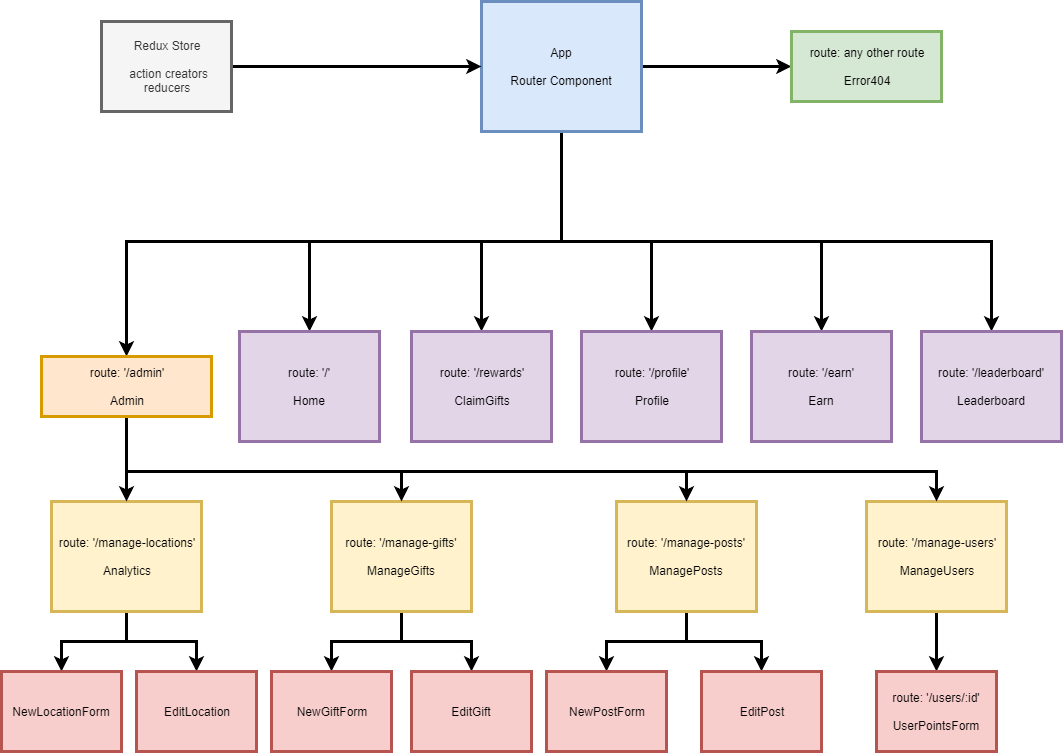 Redux Store
action creators
reducers
App
Router Component
route: any other route
Error404
route: '/admin'
Admin
route: '/'
Home
route: '/rewards'
ClaimGifts
route: '/profile'
Profile
route: '/earn'
Earn
route: '/leaderboard'
Leaderboard
route: '/manage-locations'
Analytics
route: '/manage-gifts'
ManageGifts
route: '/manage-posts'
ManagePosts
route: '/manage-users'
ManageUsers
NewLocationForm
EditLocation
NewGiftForm
EditGift
NewPostForm
EditPost
route: '/users/:id'
UserPointsForm